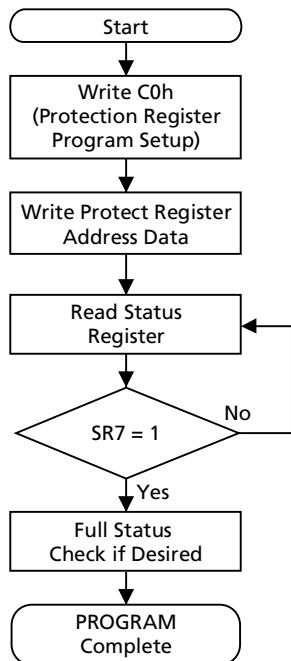 Start
Write C0h
(Protection Register
Program Setup)
Write Protect Register
Address Data
Read Status
Register
No
SR7 = 1
Yes
Full Status
Check if Desired
PROGRAM
Complete